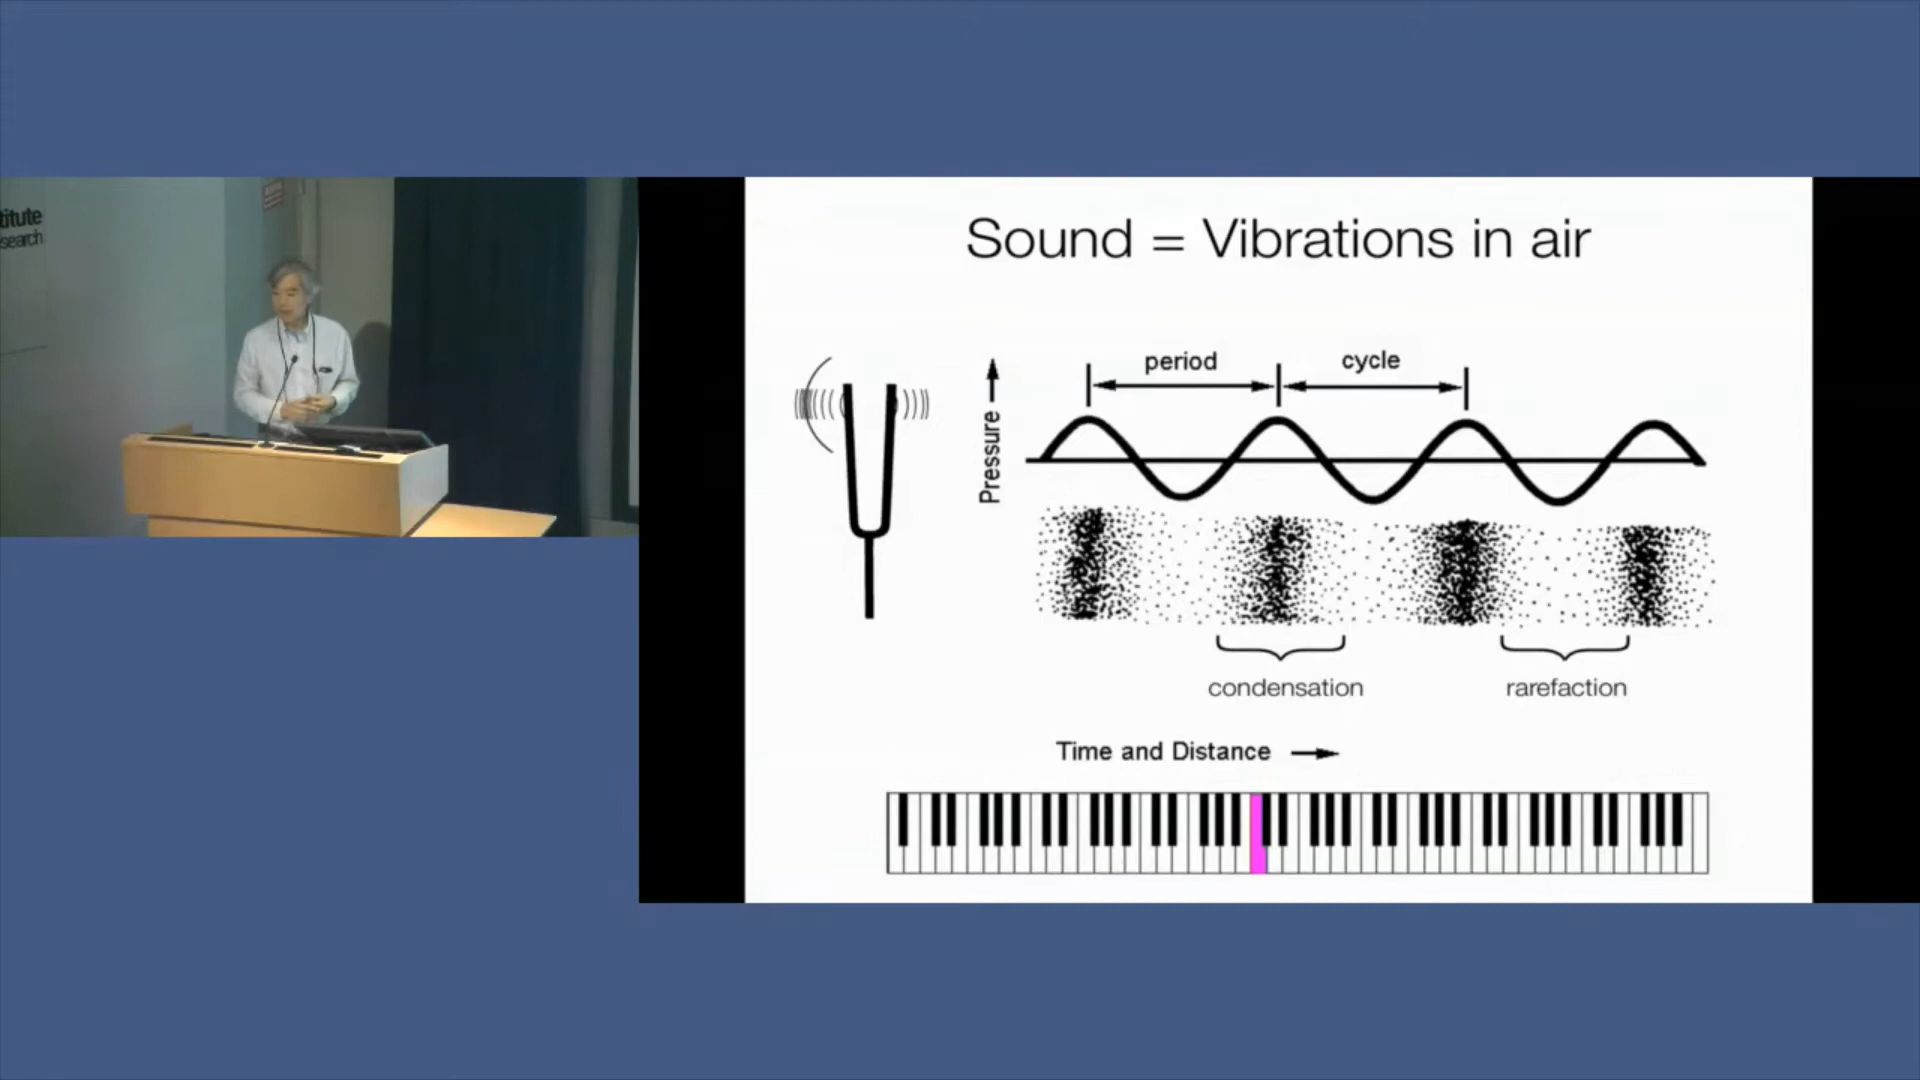 titute
search
Sound = Vibrations in air
period
cycle
Pressure
condensation
rarefaction
Time and Distance